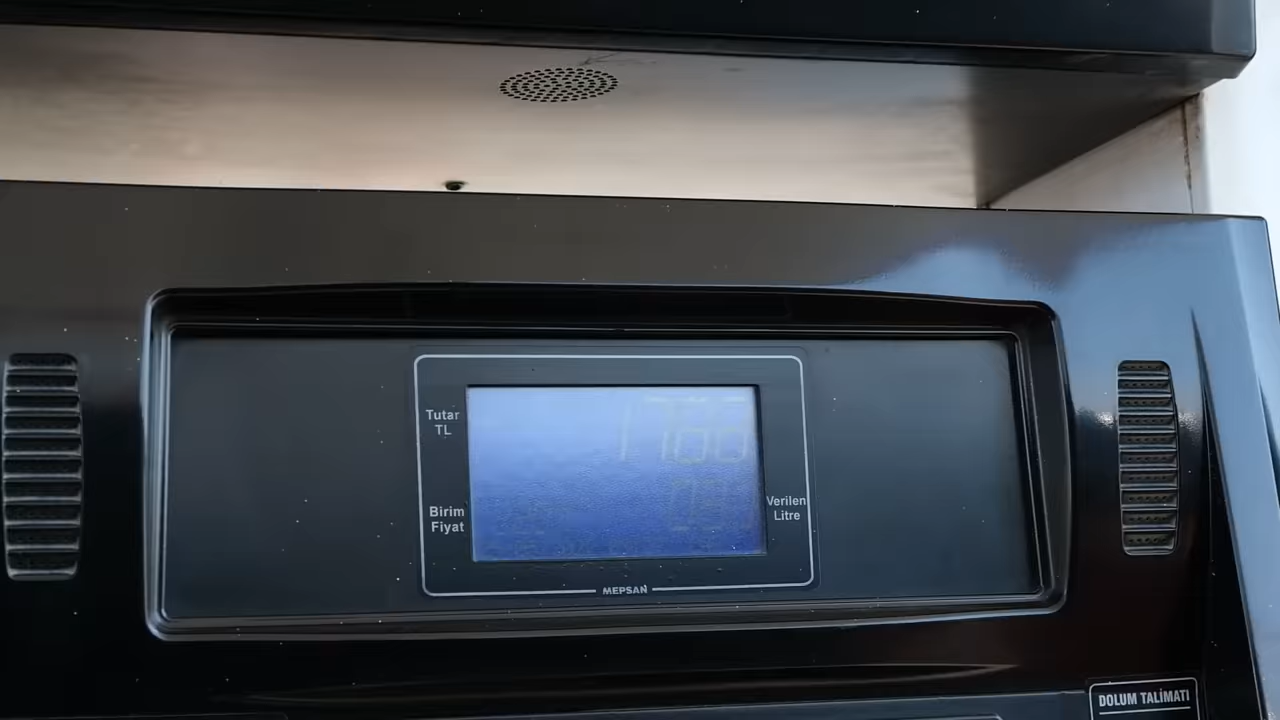 Tutar
TL
Birim
Fiyat
Verilen
Litre
MEPSAN
DOLUM TALİMATI